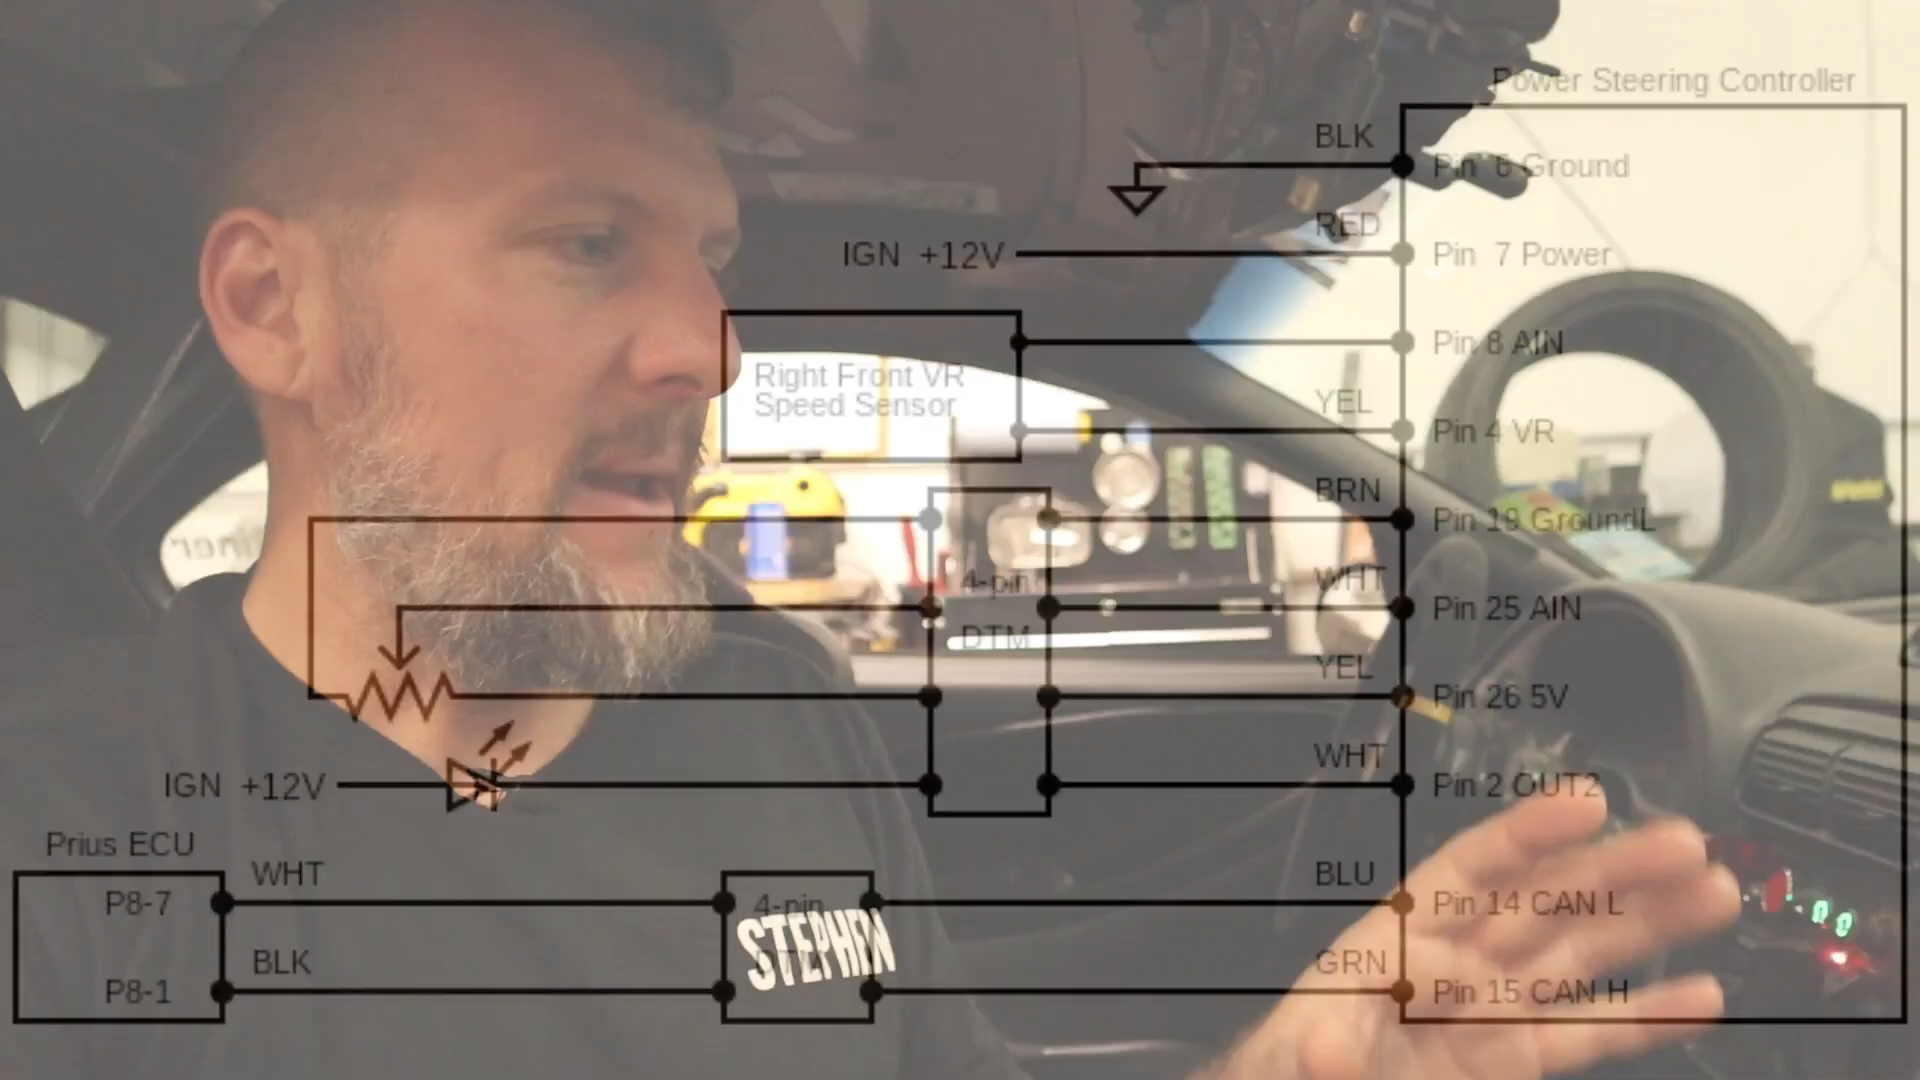 Power Steering Controller
BLK
Pin 6 Ground
RED
IGN +12V
Pin 7 Power
Pin 8 AIN
Right Front VR
Speed Sensor
YEL
Pin 4 VR
BRN
Pin 19 GroundL
4-pin
DTM
WHT
Pin 25 AIN
YEL
Pin 26 5V
WHT
IGN +12V
Pin 2 OUT2
Prius ECU
WHT
P8-7
4-pin
BLU
Pin 14 CAN L
STEPHEN
BLK
P8-1
GRN
Pin 15 CAN H